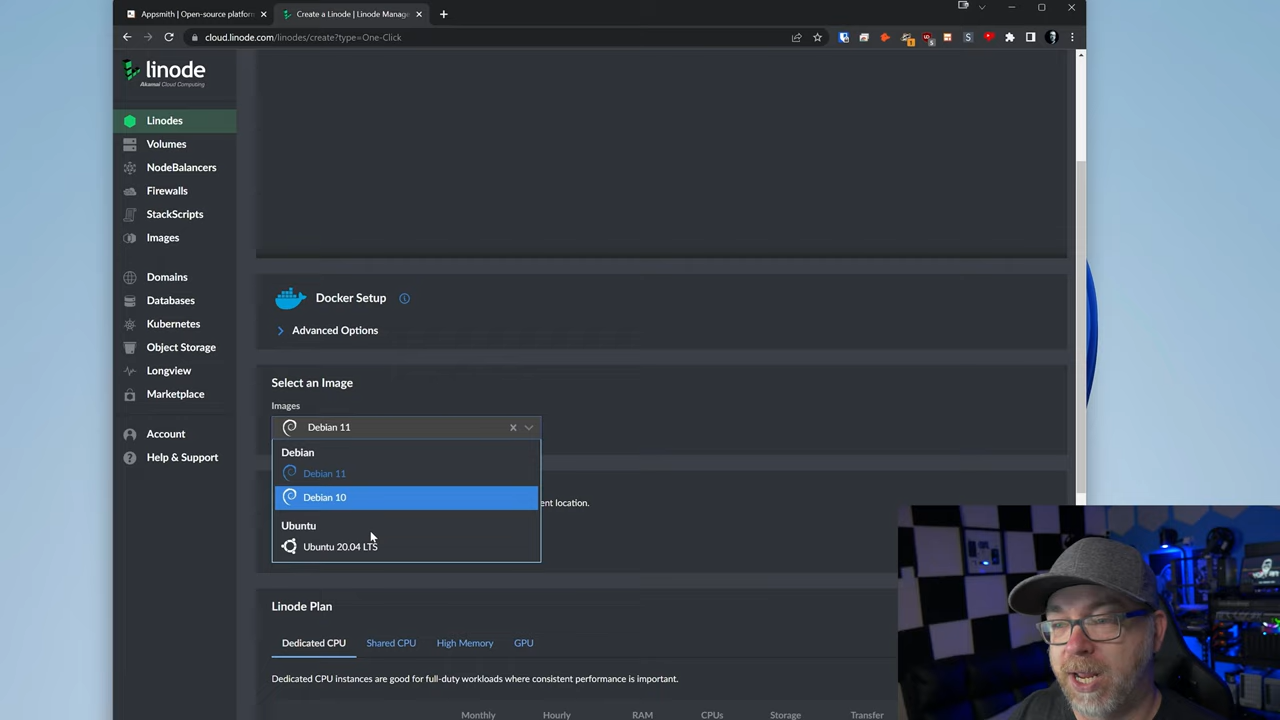 Appsmith | Open-source platfor
Create a Linode | Linode Manag
cloud.linode.com/linodes/create?type=One-Click
linode
Akamai Cloud Computing
Linodes
Volumes
NodeBalancers
Firewalls
StackScripts
Images
Domains
Databases
Kubernetes
Object Storage
Longview
Marketplace
Account
Help & Support
Docker Setup
Advanced Options
Select an Image
Images
Debian 11
Debian
Debian 11
Debian 10
Ubuntu
Ubuntu 20.04 LTS
ent location.
Linode Plan
Dedicated CPU Shared CPU High Memory GPU
Dedicated CPU instances are good for full-duty workloads where consistent performance is important.
Monthly Hourly RAM CPUs Storage Transfer